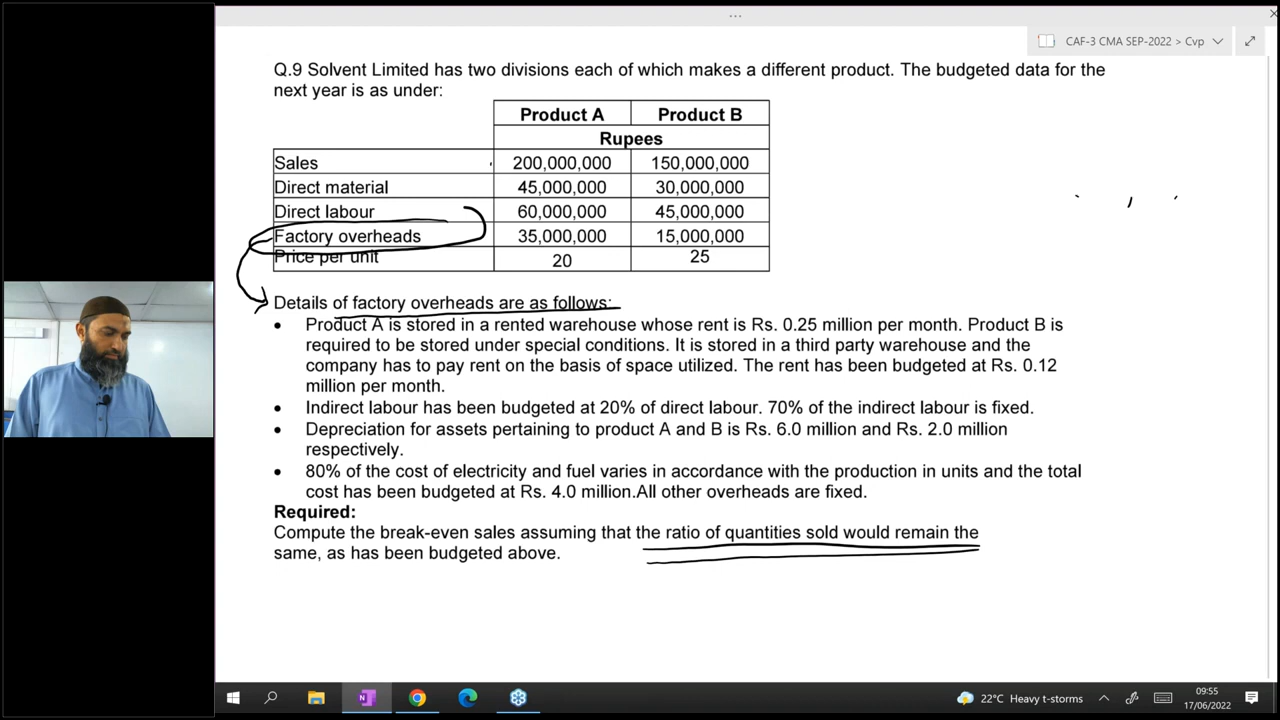 CAF-3 CMA SEP-2022 > Cvp
Q.9 Solvent Limited has two divisions each of which makes a different product. The budgeted data for the
next year is as under:
Product A Product B
Rupees
Sales 200,000,000 150,000,000
Direct material 45,000,000 30,000,000
Direct labour 60,000,000 45,000,000
Factory overheads 35,000,000 15,000,000
Price per unit 20 25
Details of factory overheads are as follows:
• Product A is stored in a rented warehouse whose rent is Rs. 0.25 million per month. Product B is
required to be stored under special conditions. It is stored in a third party warehouse and the
company has to pay rent on the basis of space utilized. The rent has been budgeted at Rs. 0.12
million per month.
• Indirect labour has been budgeted at 20% of direct labour. 70% of the indirect labour is fixed.
• Depreciation for assets pertaining to product A and B is Rs. 6.0 million and Rs. 2.0 million
respectively.
• 80% of the cost of electricity and fuel varies in accordance with the production in units and the total
cost has been budgeted at Rs. 4.0 million.All other overheads are fixed.
Required:
Compute the break-even sales assuming that the ratio of quantities sold would remain the
same, as has been budgeted above.
22°C Heavy t-storms
09:55
17/06/2022